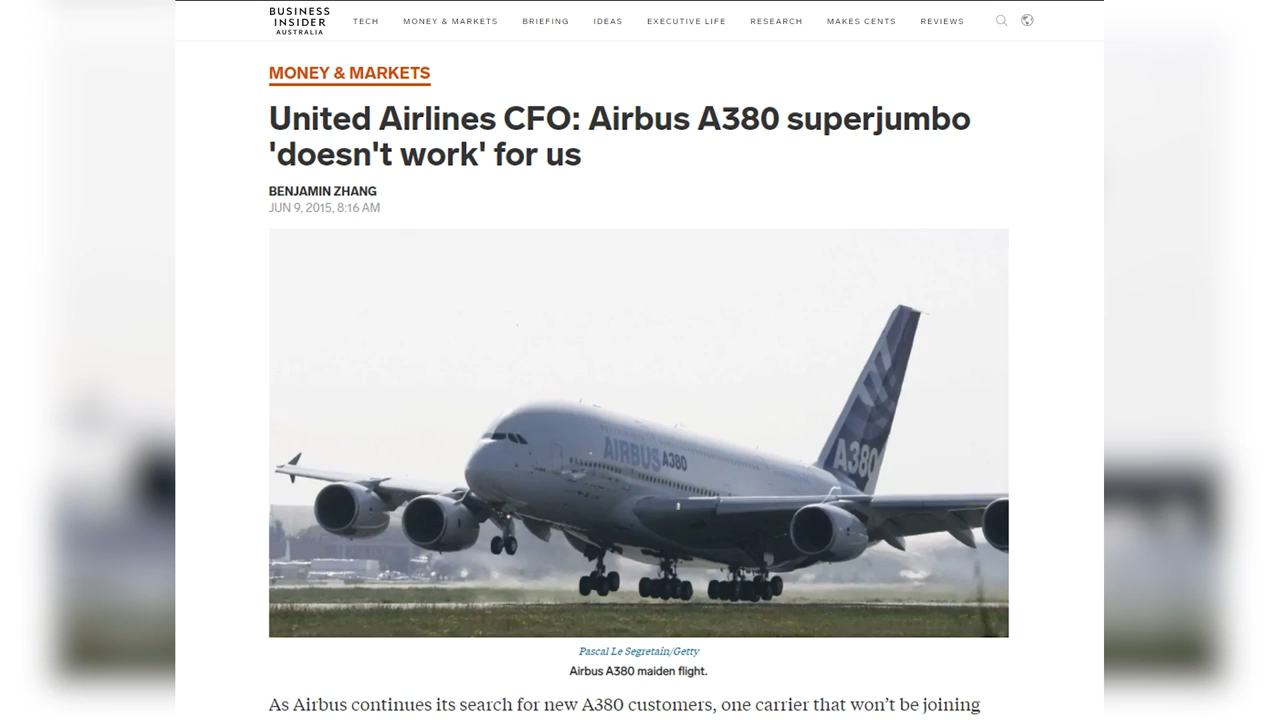 BUSINESS
INSIDER
AUSTRALIA
TECH MONEY & MARKETS BRIEFING IDEAS EXECUTIVE LIFE RESEARCH MAKES CENTS REVIEWS
MONEY & MARKETS
United Airlines CFO: Airbus A380 superjumbo
'doesn't work' for us
BENJAMIN ZHANG
JUN 9, 2015, 8:16 AM
AIRBUS A380
A380
Pascal Le Segretain/Getty
Airbus A380 maiden flight.
As Airbus continues its search for new A380 customers, one carrier that won’t be joining